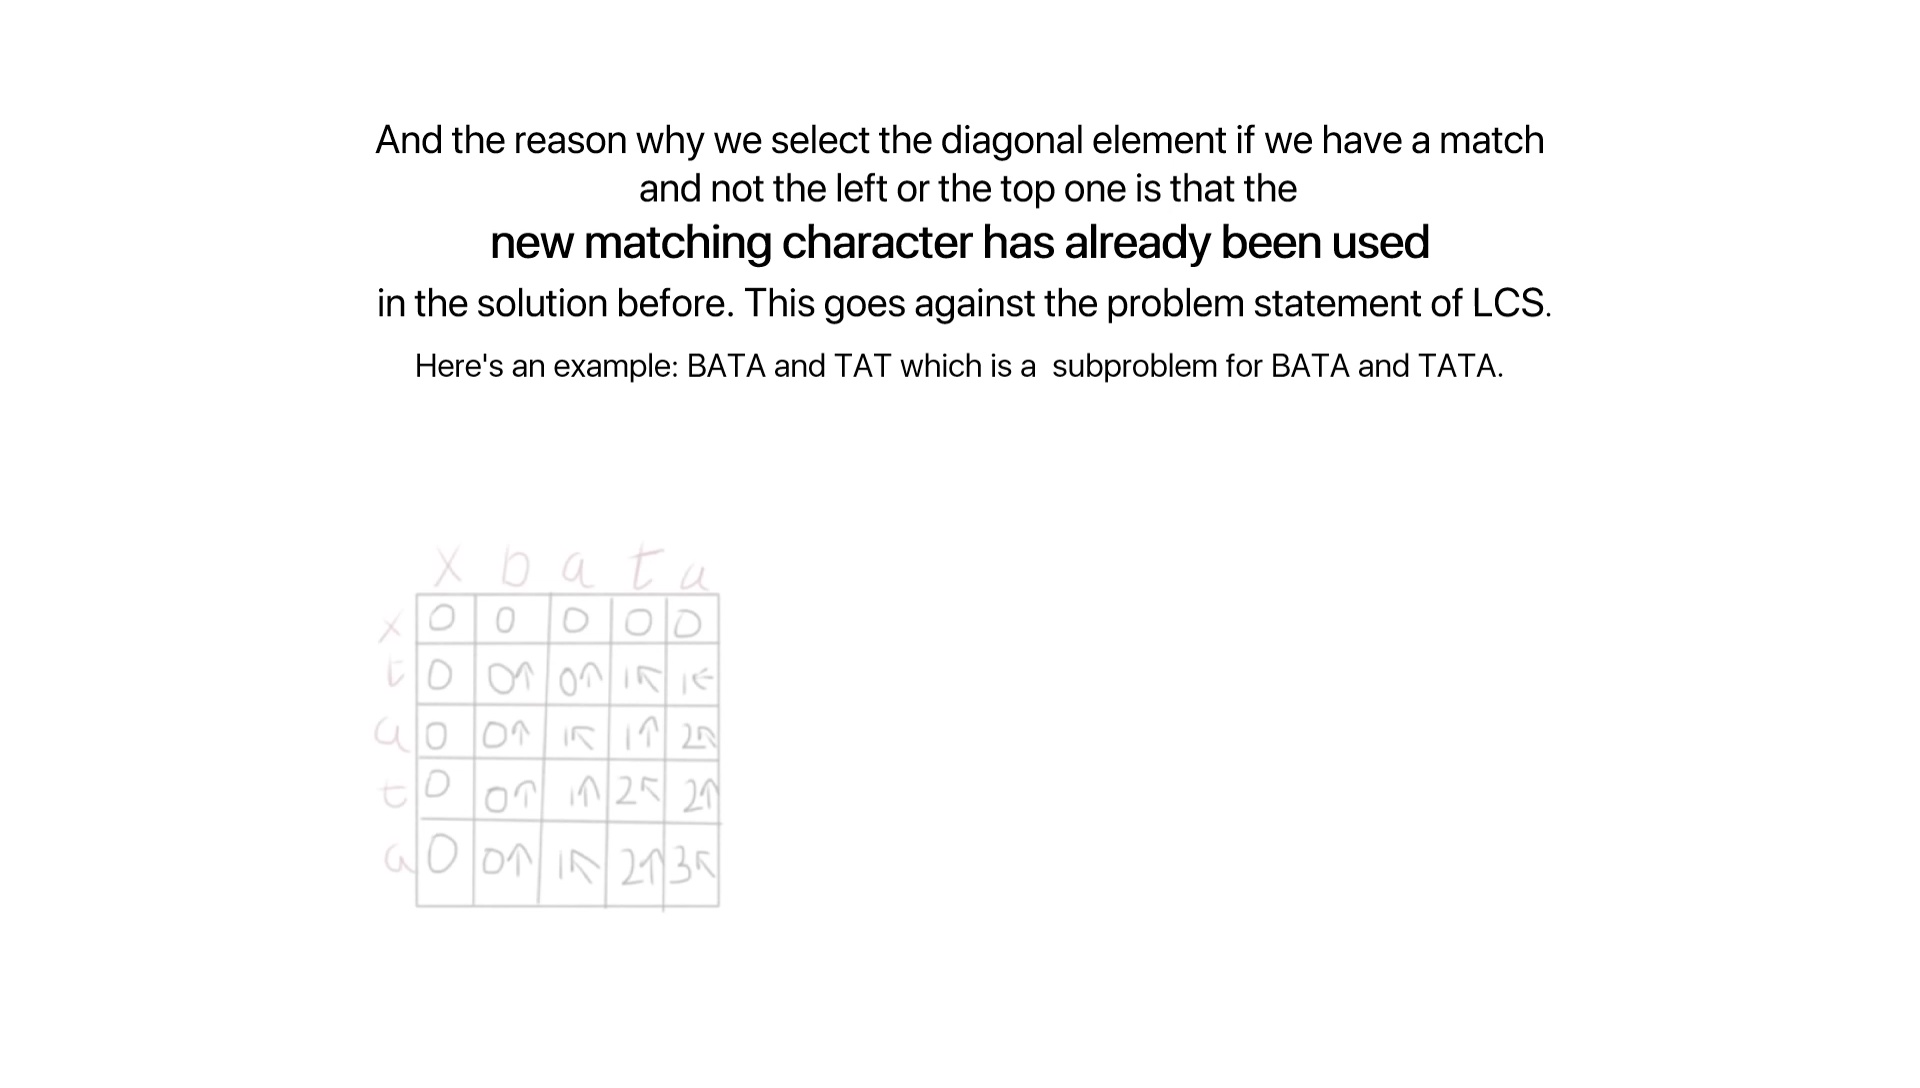 And the reason why we select the diagonal element if we have a match
and not the left or the top one is that the
new matching character has already been used
in the solution before. This goes against the problem statement of LCS.
Here's an example: BATA and TAT which is a  subproblem for BATA and TATA.
x b a t a
x 0 0 0 0 0
t 0 0↑ 0↑ 1↖ 1←
a 0 0↑ 1↖ 1↑ 2↖
t 0 0↑ 1↑ 2↖ 2↑
a 0 0↑ 1↖ 2↑ 3↖